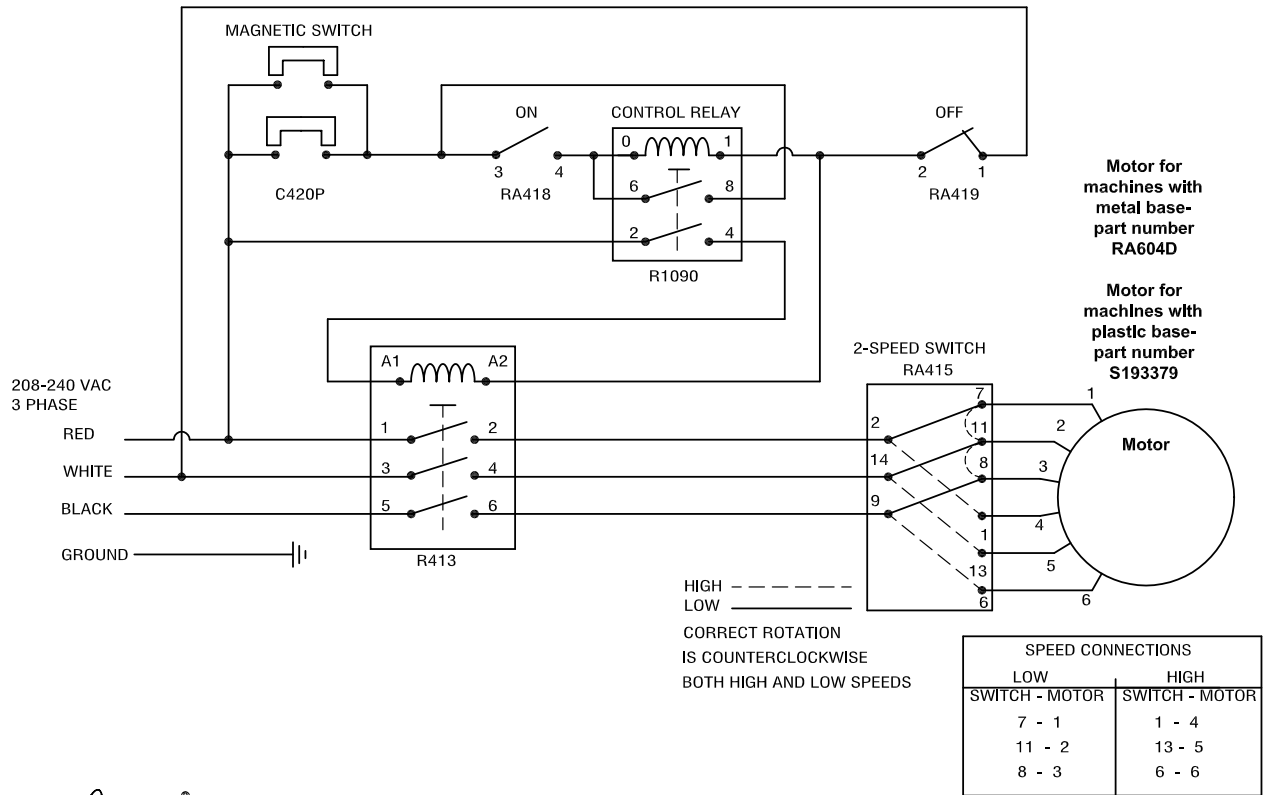 MAGNETIC SWITCH
C420P
ON
3
4
RA418
CONTROL RELAY
0
1
6
8
2
4
R1090
OFF
2
1
RA419
Motor for
machines with
metal base-
part number
RA604D
Motor for
machines with
plastic base-
part number
S193379
208-240 VAC
3 PHASE
RED
WHITE
BLACK
GROUND
A1
A2
1
2
3
4
5
6
R413
2-SPEED SWITCH
RA415
2
14
9
7
11
8
1
13
6
1
2
3
4
5
6
Motor
HIGH
LOW
CORRECT ROTATION
IS COUNTERCLOCKWISE
BOTH HIGH AND LOW SPEEDS
SPEED CONNECTIONS
LOW HIGH
SWITCH - MOTOR SWITCH - MOTOR
7 - 1 1 - 4
11 - 2 13 - 5
8 - 3 6 - 6